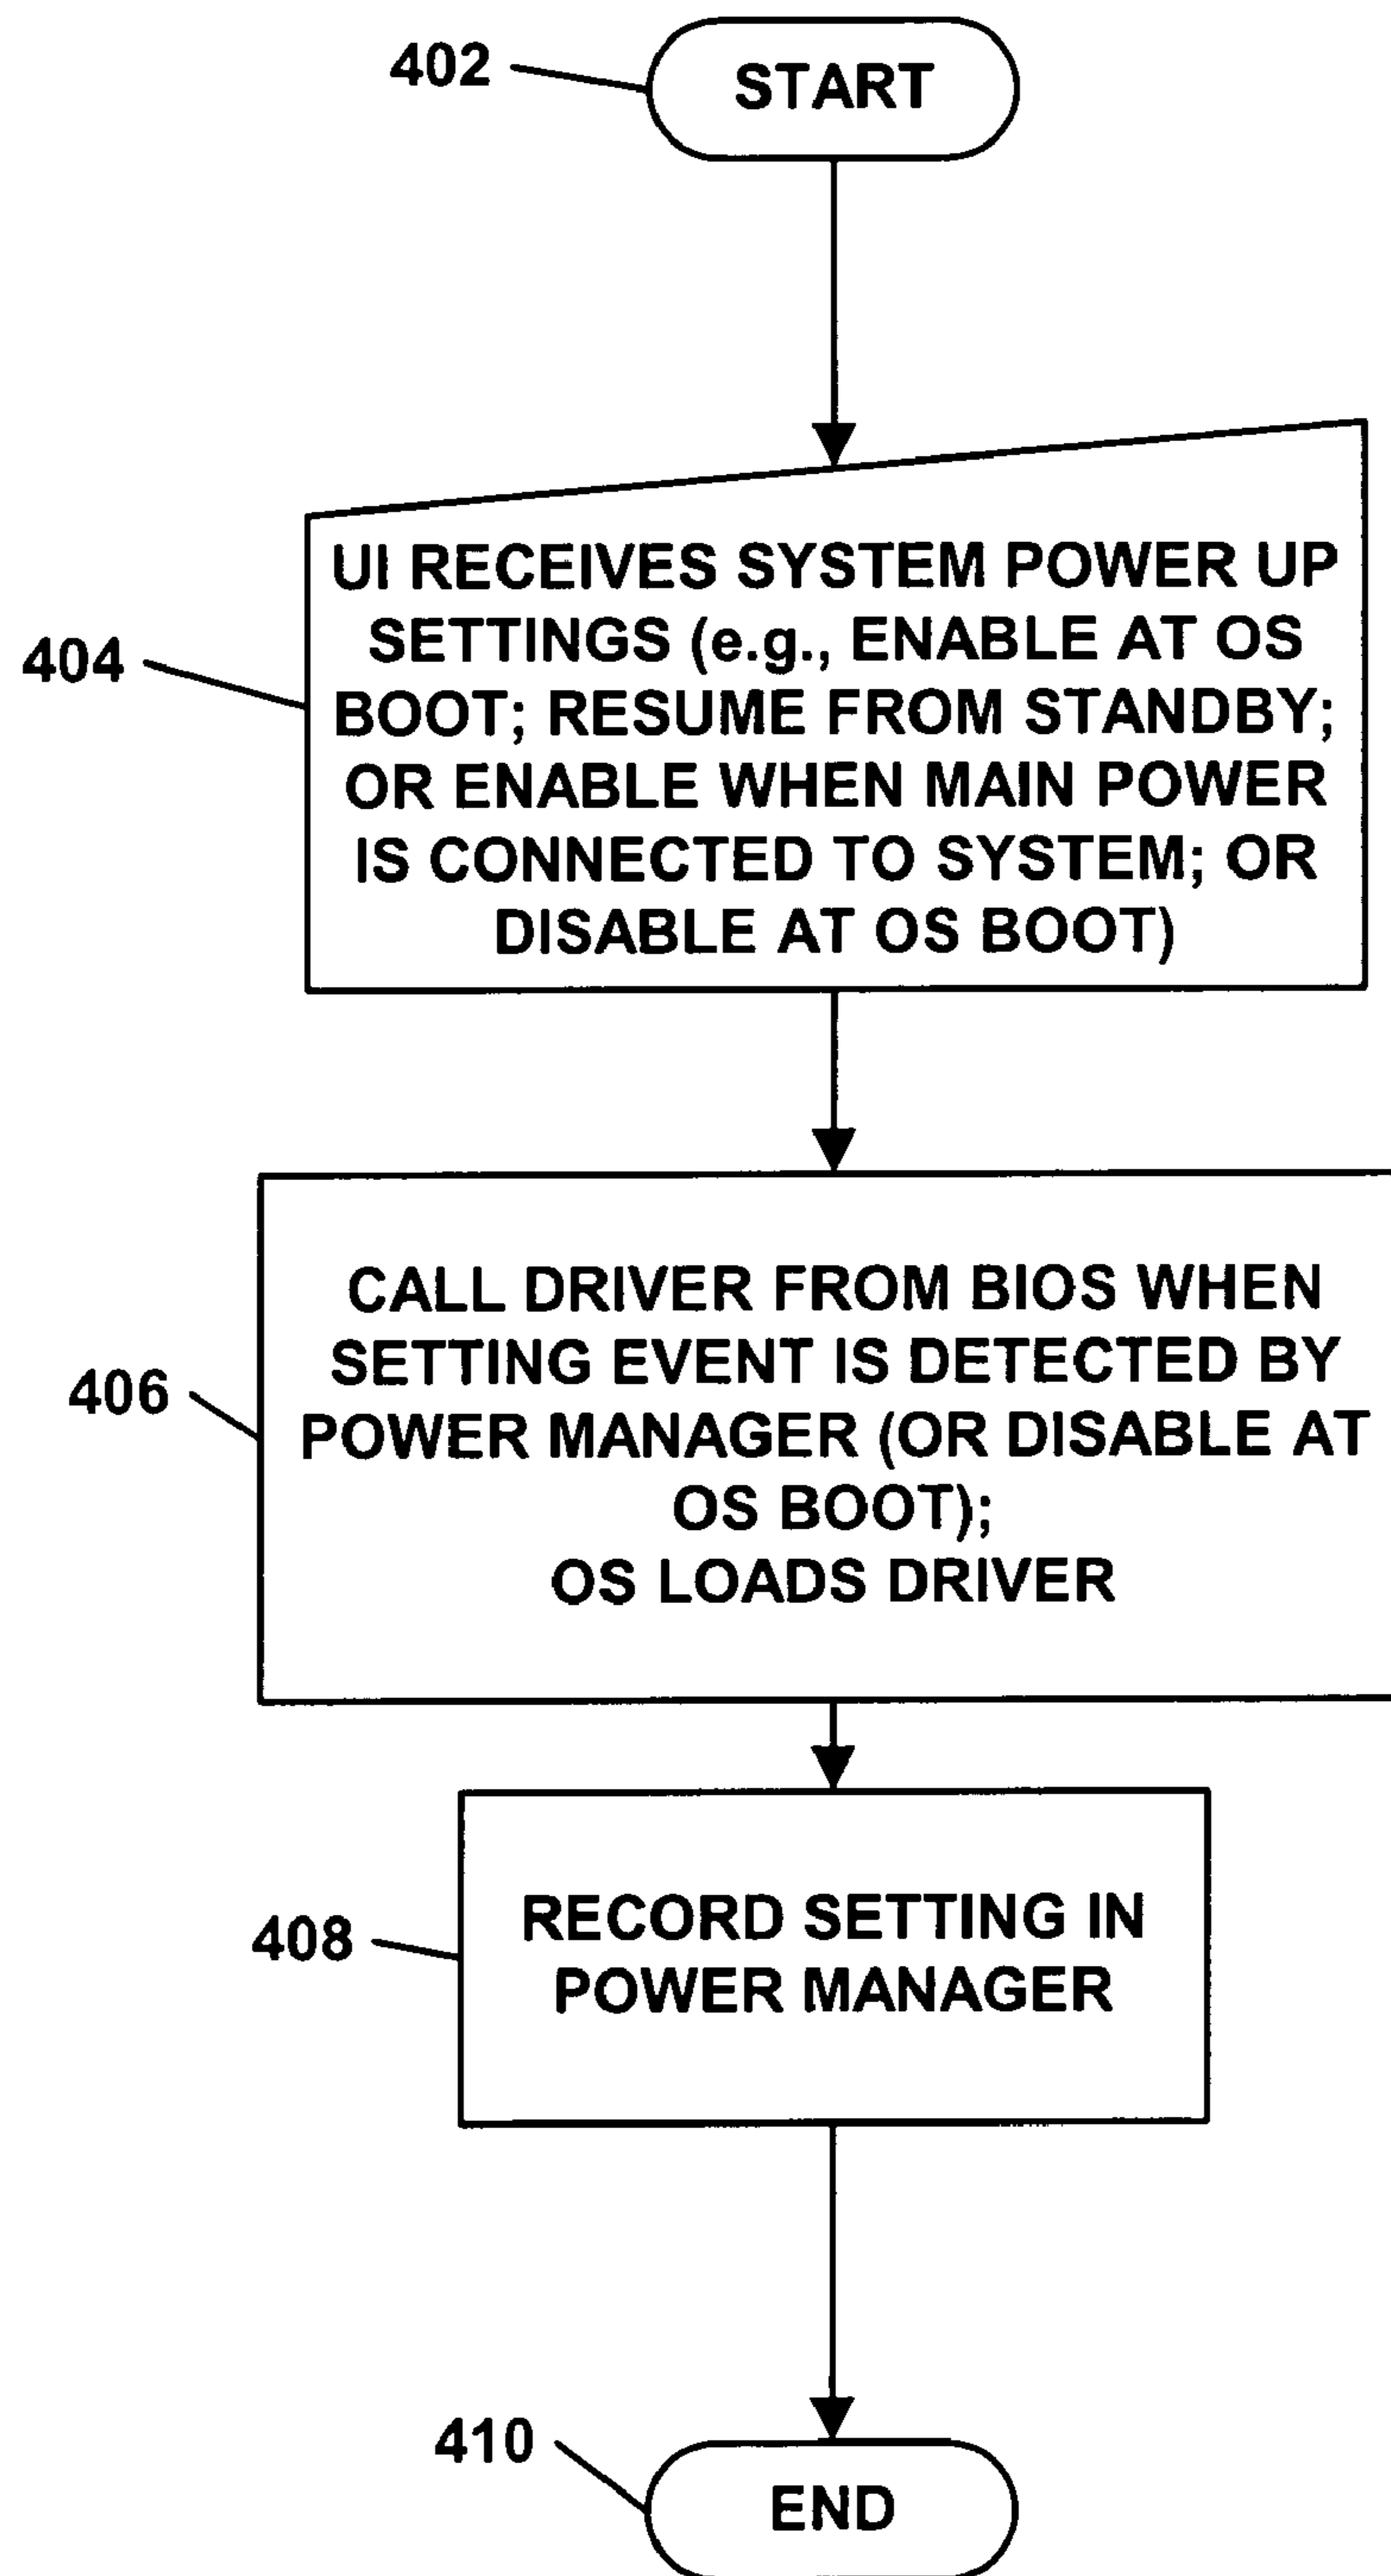 402
START
404
UI RECEIVES SYSTEM POWER UP
SETTINGS (e.g., ENABLE AT OS
BOOT; RESUME FROM STANDBY;
OR ENABLE WHEN MAIN POWER
IS CONNECTED TO SYSTEM; OR
DISABLE AT OS BOOT)
406
CALL DRIVER FROM BIOS WHEN
SETTING EVENT IS DETECTED BY
POWER MANAGER (OR DISABLE AT
OS BOOT);
OS LOADS DRIVER
408
RECORD SETTING IN
POWER MANAGER
410
END